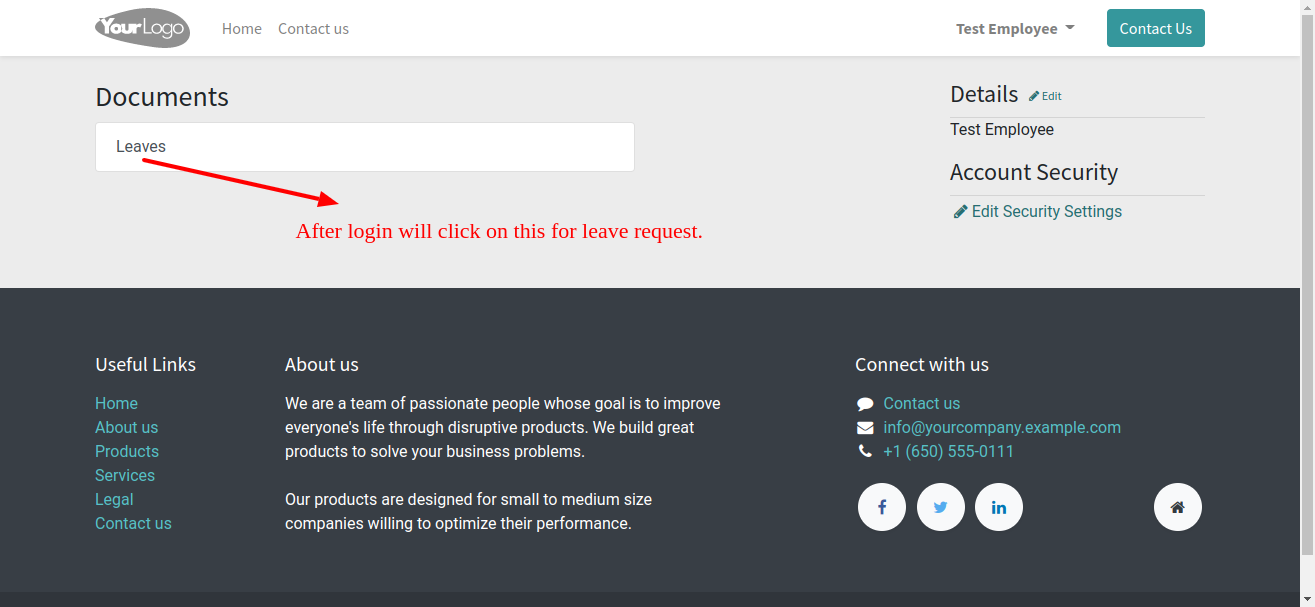 YourLogo
Home
Contact us
Test Employee
Contact Us
Documents
Leaves
After login will click on this for leave request.
Details
Edit
Test Employee
Account Security
Edit Security Settings
Useful Links
Home
About us
Products
Services
Legal
Contact us
About us
We are a team of passionate people whose goal is to improve
everyone's life through disruptive products. We build great
products to solve your business problems.
Our products are designed for small to medium size
companies willing to optimize their performance.
Connect with us
Contact us
info@yourcompany.example.com
+1 (650) 555-0111
f
in